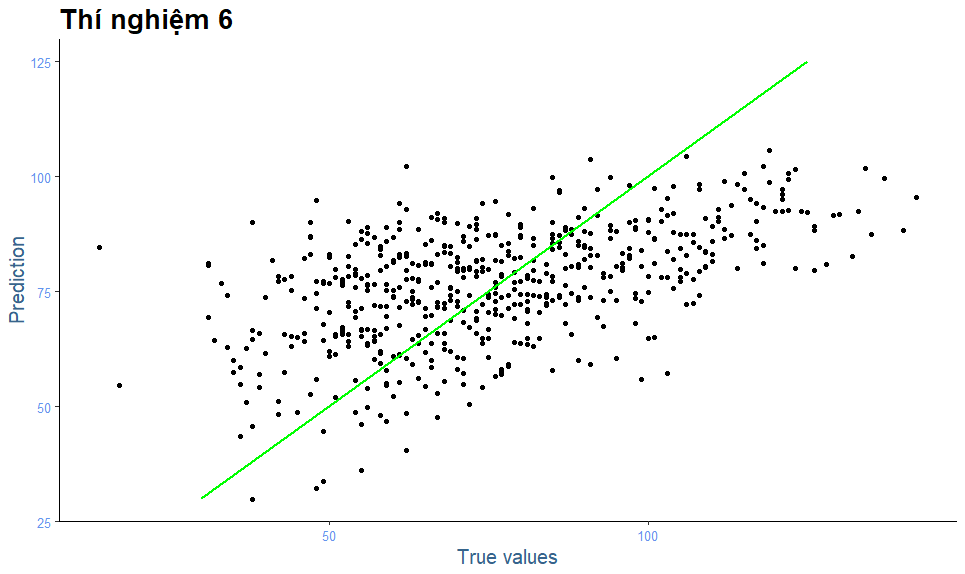 Thí nghiệm 6
125
100
75
50
25
Prediction
50
100
True values